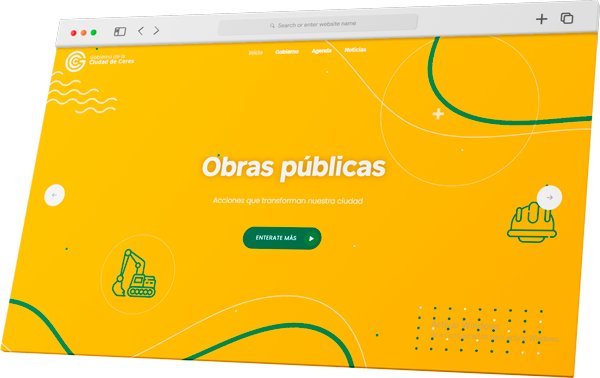 Search or enter website name
Gobierno de la
Ciudad de Ceres
Inicio Gobierno Agenda Noticias
Obras públicas
Acciones que transforman nuestra ciudad
ENTERATE MÁS